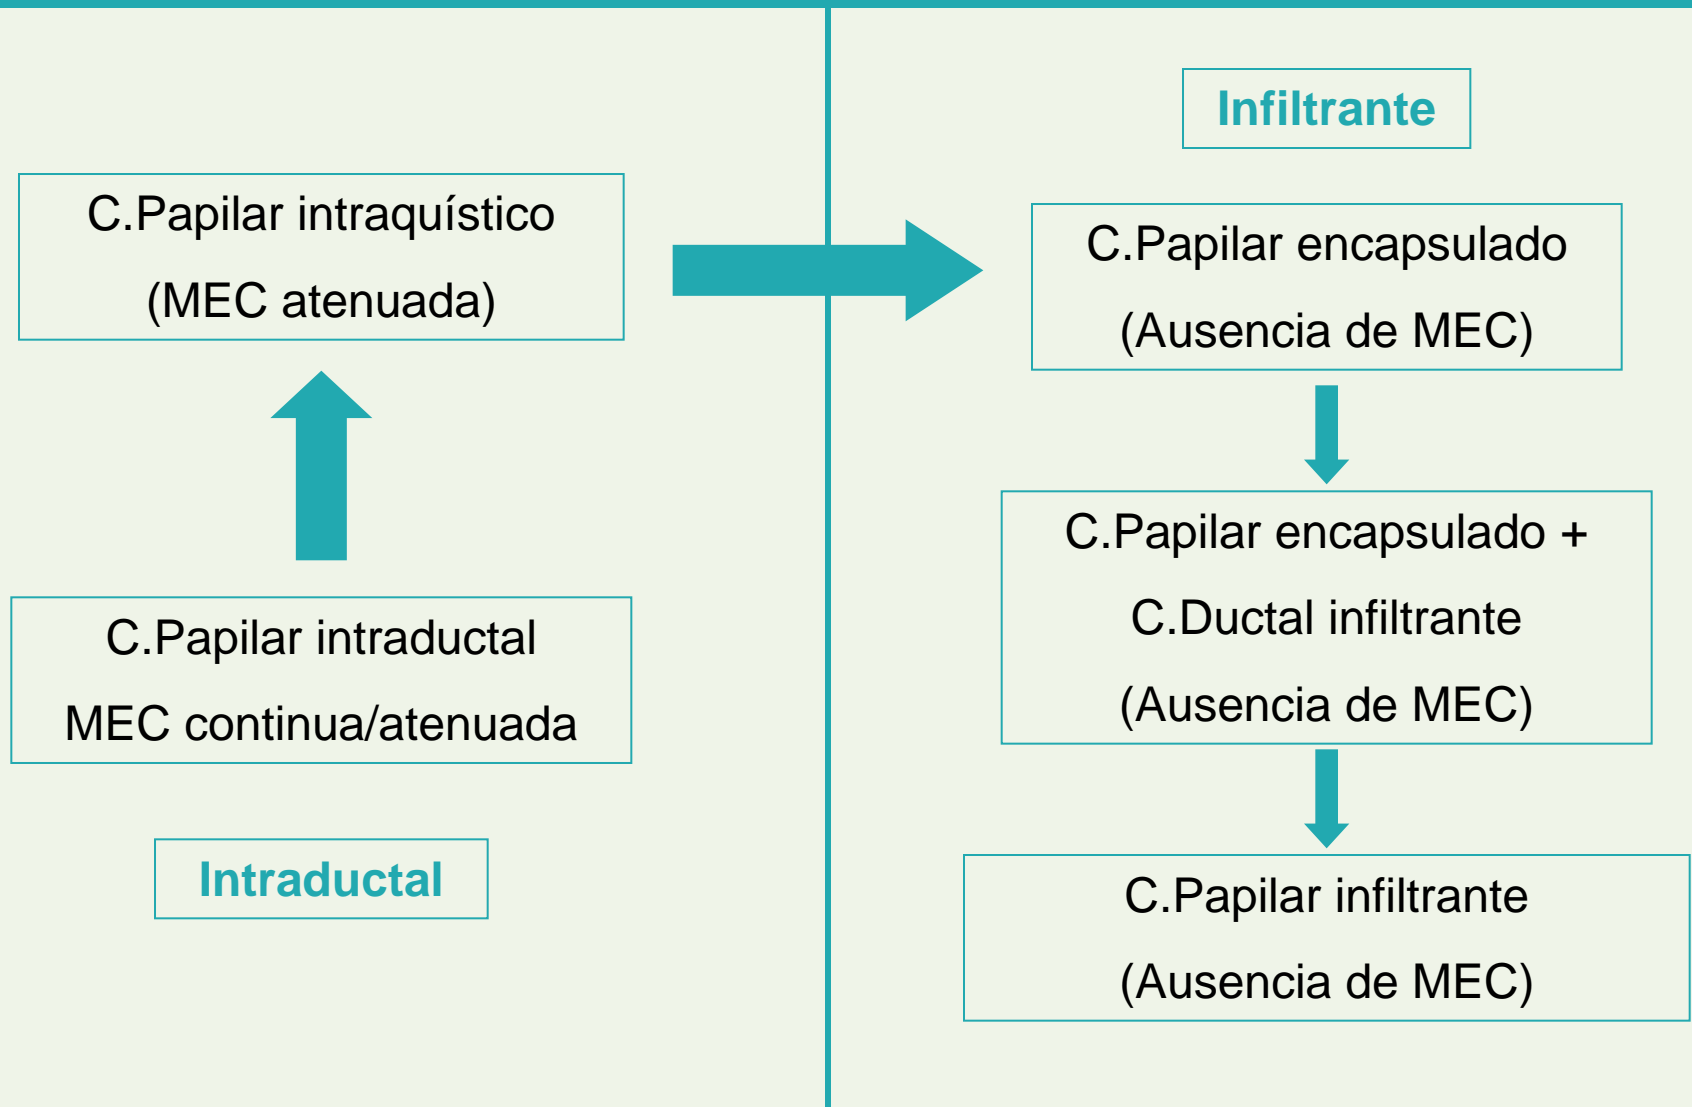 C.Papilar intraquístico
(MEC atenuada)
C.Papilar intraductal
MEC continua/atenuada
Intraductal
Infiltrante
C.Papilar encapsulado
(Ausencia de MEC)
C.Papilar encapsulado +
C.Ductal infiltrante
(Ausencia de MEC)
C.Papilar infiltrante
(Ausencia de MEC)